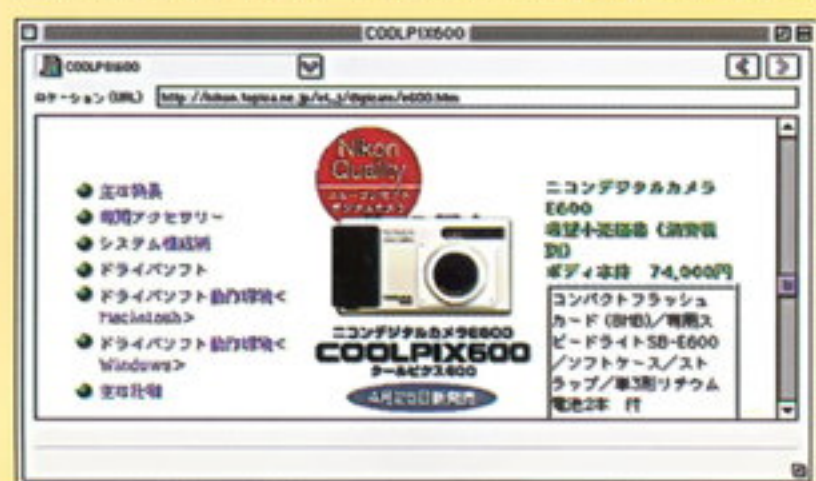 COOLPIX600
COOLPIX600
ロケーション (URL)
主な特長
専用アクセサリー
システム構成図
ドライバソフト
ドライバソフト動作環境<
Macintosh>
ドライバソフト動作環境<
Windows>
主な仕様
Nikon
Quality
ニコンデジタルカメラE600
COOLPIX600
クールピクス600
4月25日新発売
ニコンデジタルカメラ
E600
希望小売価格（消費税
別）
ボディ本体 74,000円
コンパクトフラッシュ
カード (8MB)／専用ス
ピードライトSB-E600
／ソフトケース／スト
ラップ／単3形リチウム
電池2本 付